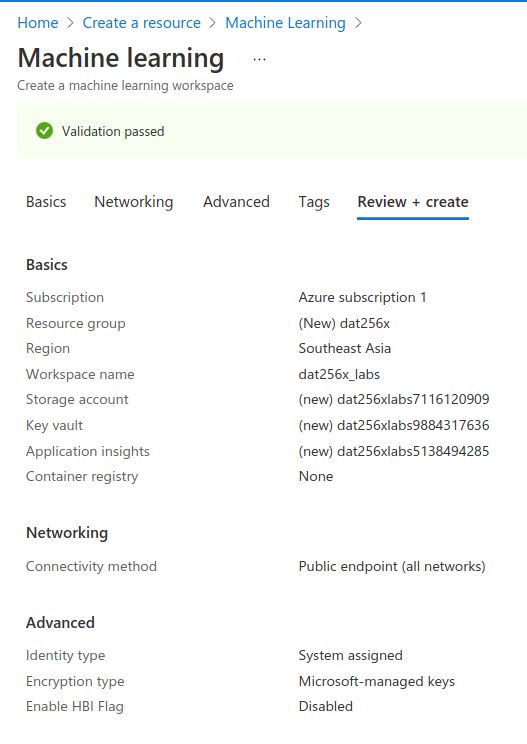 Home > Create a resource > Machine Learning >
Machine learning ...
Create a machine learning workspace
Validation passed
Basics Networking Advanced Tags Review + create
Basics
Subscription Azure subscription 1
Resource group (New) dat256x
Region Southeast Asia
Workspace name dat256x_labs
Storage account (new) dat256xlabs7116120909
Key vault (new) dat256xlabs9884317636
Application insights (new) dat256xlabs5138494285
Container registry None
Networking
Connectivity method Public endpoint (all networks)
Advanced
Identity type System assigned
Encryption type Microsoft-managed keys
Enable HBI Flag Disabled